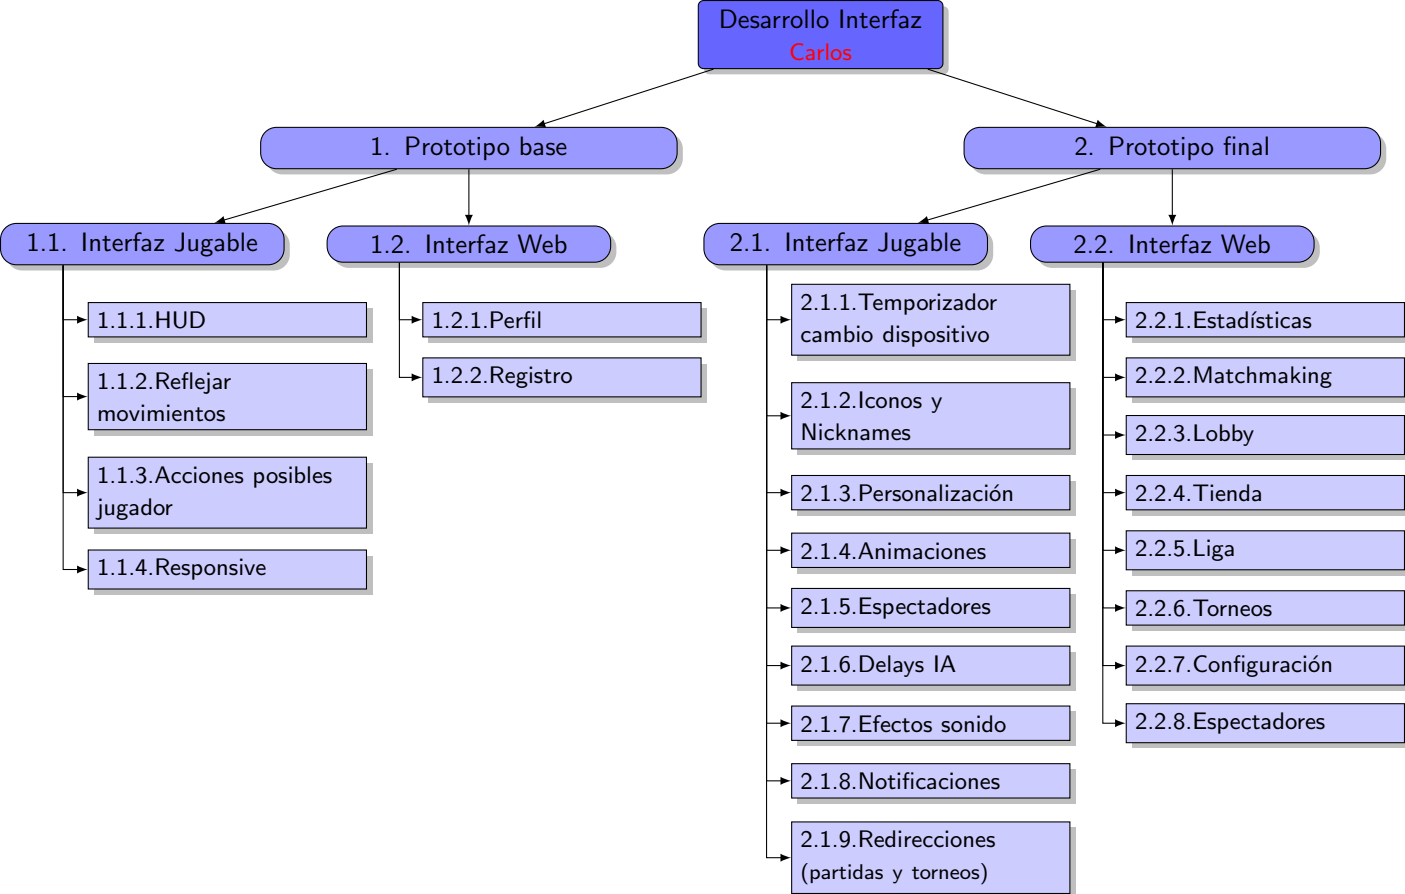 Desarrollo Interfaz
Carlos
1. Prototipo base
2. Prototipo final
1.1. Interfaz Jugable
1.2. Interfaz Web
2.1. Interfaz Jugable
2.2. Interfaz Web
1.1.1.HUD
1.1.2.Reflejar
movimientos
1.1.3.Acciones posibles
jugador
1.1.4.Responsive
1.2.1.Perfil
1.2.2.Registro
2.1.1.Temporizador
cambio dispositivo
2.1.2.Iconos y
Nicknames
2.1.3.Personalización
2.1.4.Animaciones
2.1.5.Espectadores
2.1.6.Delays IA
2.1.7.Efectos sonido
2.1.8.Notificaciones
2.1.9.Redirecciones
(partidas y torneos)
2.2.1.Estadísticas
2.2.2.Matchmaking
2.2.3.Lobby
2.2.4.Tienda
2.2.5.Liga
2.2.6.Torneos
2.2.7.Configuración
2.2.8.Espectadores